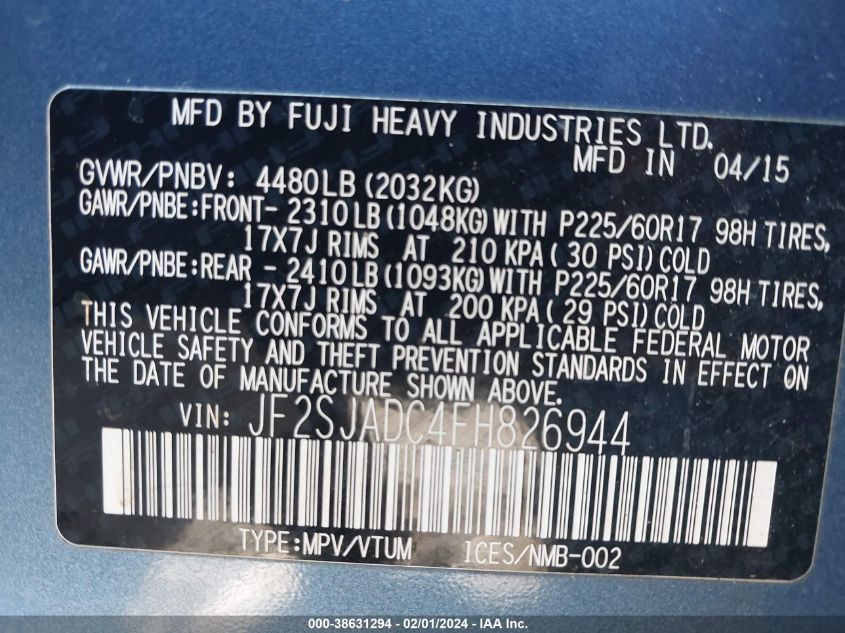 MFD BY FUJI HEAVY INDUSTRIES LTD.
MFD IN 04/15
GVWR/PNBV: 4480LB (2032KG)
GAWR/PNBE:FRONT- 2310LB (1048KG) WITH P225/60R17 98H TIRES,
17X7J RIMS AT 210 KPA ( 30 PSI) COLD
GAWR/PNBE:REAR - 2410LB (1093KG) WITH P225/60R17 98H TIRES,
17X7J RIMS AT 200 KPA ( 29 PSI) COLD
THIS VEHICLE CONFORMS TO ALL APPLICABLE FEDERAL MOTOR
VEHICLE SAFETY AND THEFT PREVENTION STANDARDS IN EFFECT ON
THE DATE OF MANUFACTURE SHOWN ABOVE.
VIN: JF2SJADC4FH826944
TYPE:MPV/VTUM ICES/NMB-002
000-38631294 - 02/01/2024 - IAA Inc.